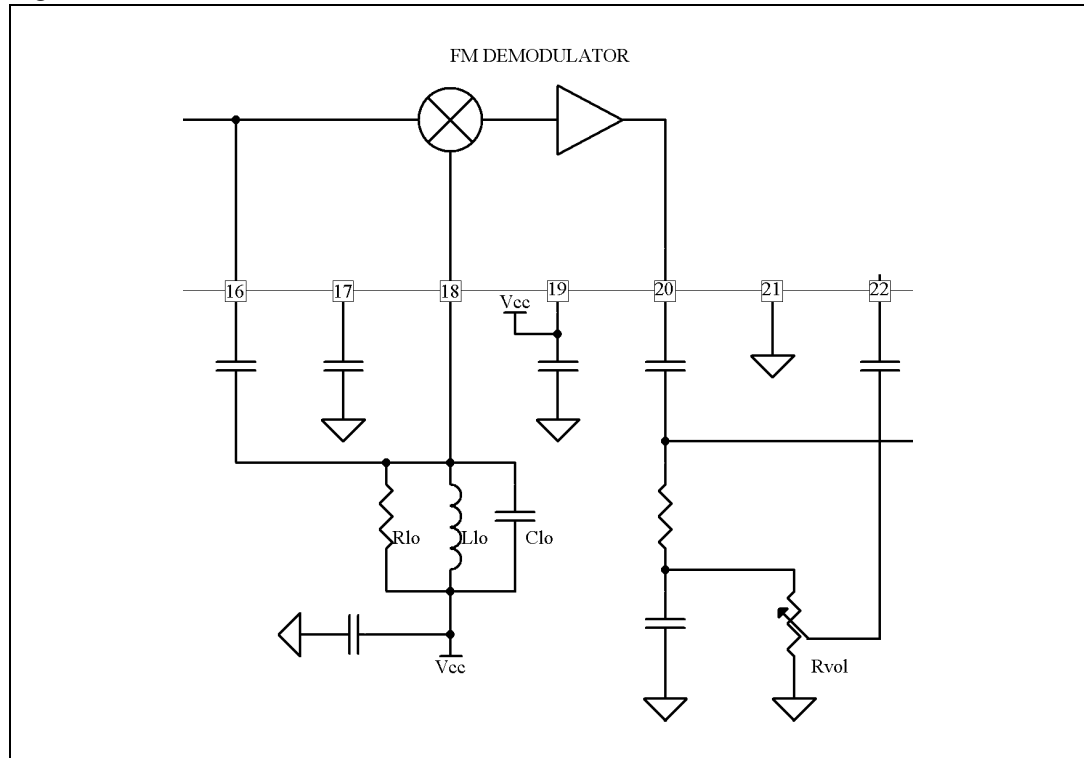 FM DEMODULATOR
16 17 18 19 20 21 22
Vcc
Rlo Llo Clo
Vcc
Rvol